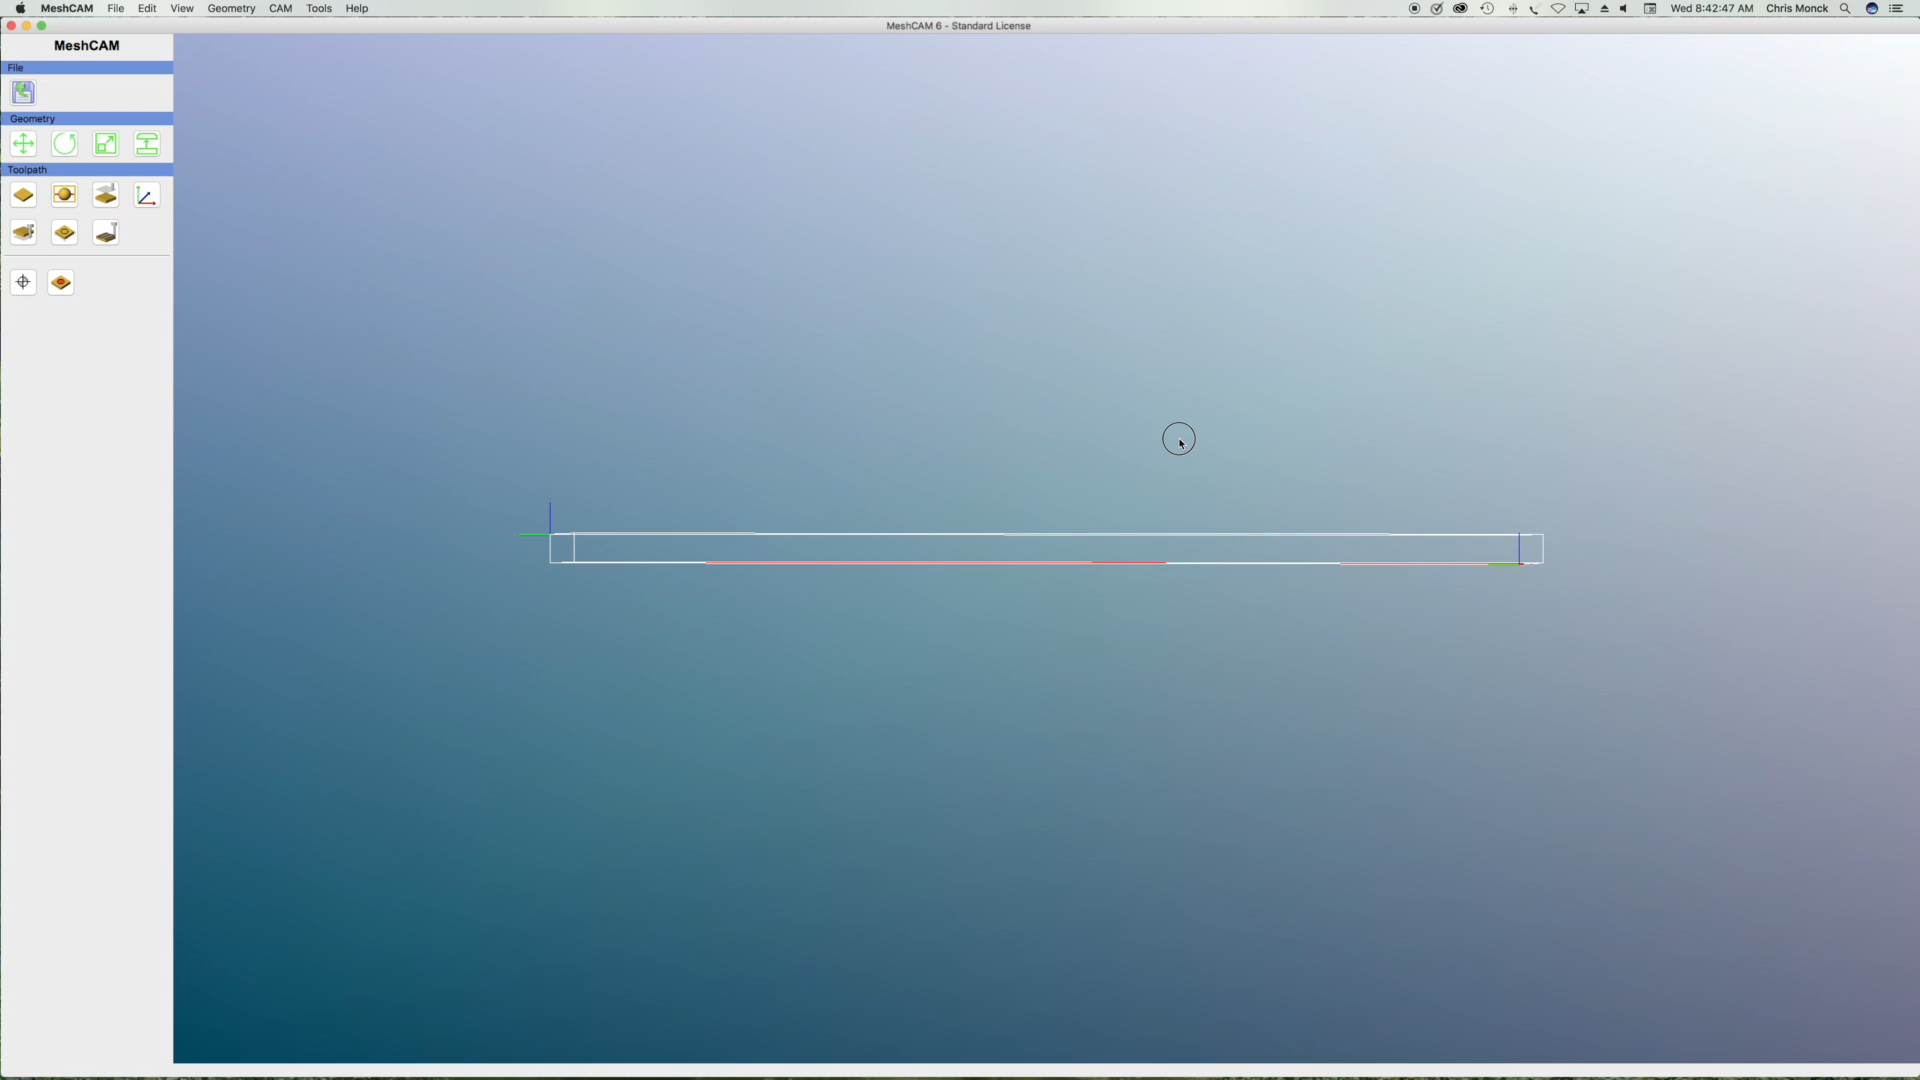 MeshCAM File Edit View Geometry CAM Tools Help Wed 8:42:47 AM Chris Monck
MeshCAM 6 - Standard License
MeshCAM
File
Geometry
Toolpath